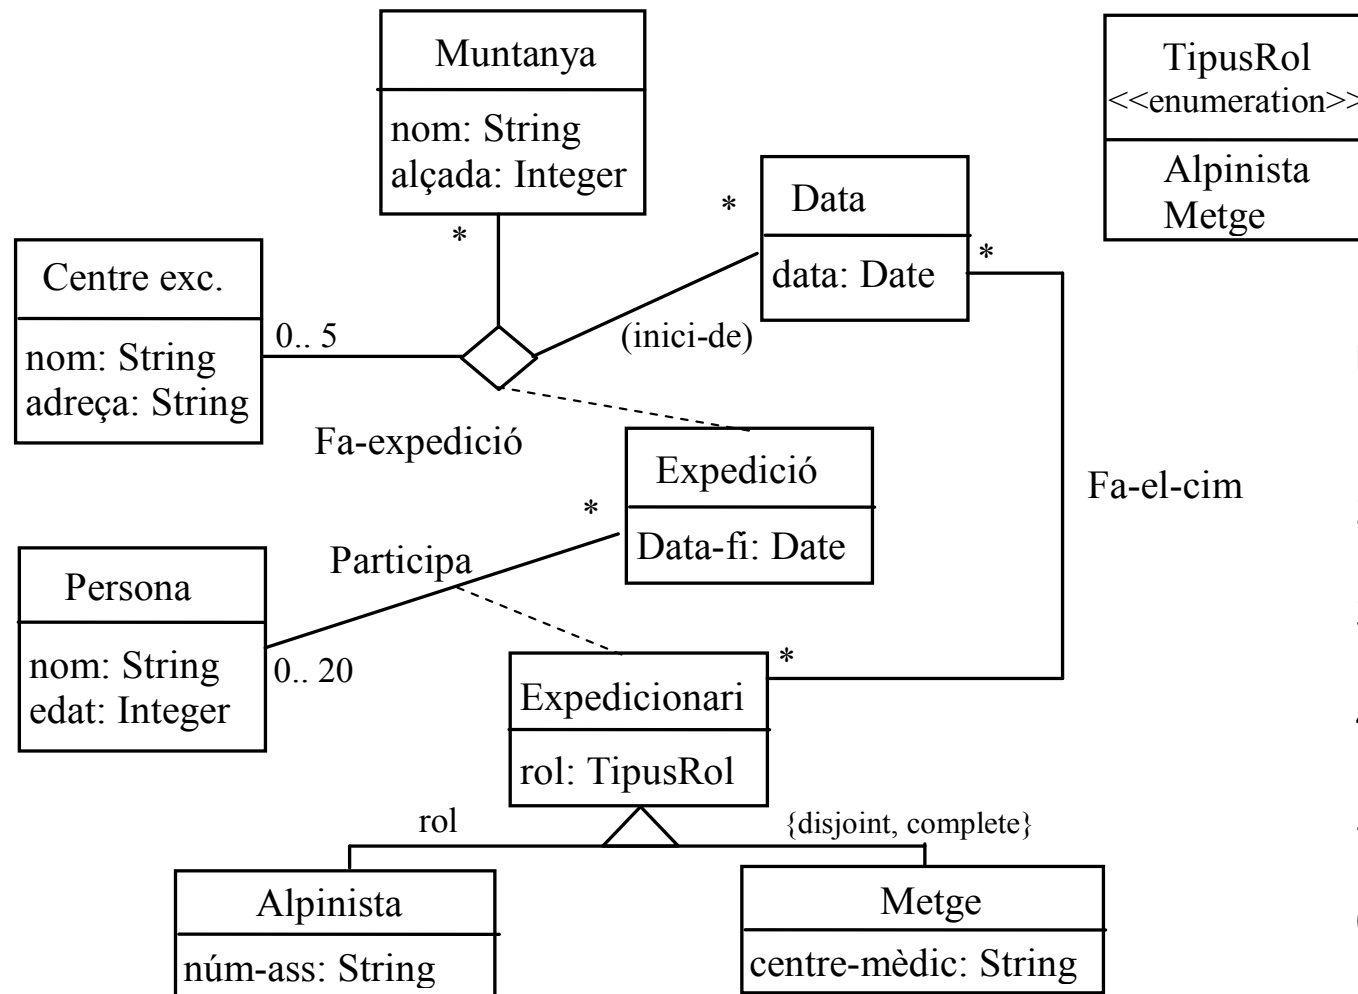 Muntanya
nom: String
alçada: Integer
TipusRol
<<enumeration>>
Alpinista
Metge
*
*
Data
data: Date
*
Centre exc.
nom: String
adreça: String
0.. 5
(inici-de)
Fa-expedició
Expedició
Data-fi: Date
Fa-el-cim
*
Participa
Persona
nom: String
edat: Integer
0.. 20
*
Expedicionari
rol: TipusRol
rol
{disjoint, complete}
Alpinista
núm-ass: String
Metge
centre-mèdic: String